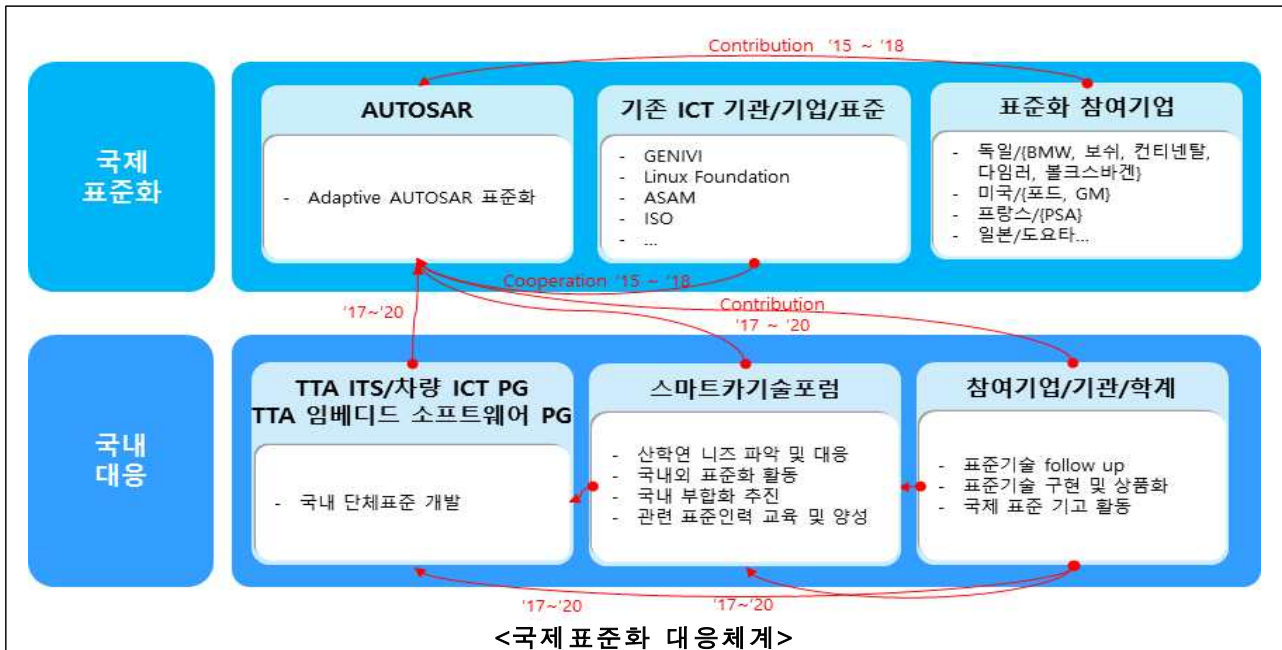 Contribution '15 ~ '18
국제
표준화
AUTOSAR
- Adaptive AUTOSAR 표준화
기존 ICT 기관/기업/표준
- GENIVI
- Linux Foundation
- ASAM
- ISO
- ...
표준화 참여기업
- 독일/{BMW, 보쉬, 컨티넨탈,
다임러, 볼크스바겐}
- 미국/{포드, GM}
- 프랑스/{PSA}
- 일본/도요타...
Cooperation '15 ~ '18
'17~'20
Contribution
'17 ~ '20
국내
대응
TTA ITS/차량 ICT PG
TTA 임베디드 소프트웨어 PG
- 국내 단체표준 개발
스마트카기술포럼
- 산학연 니즈 파악 및 대응
- 국내외 표준화 활동
- 국내 부합화 추진
- 관련 표준인력 교육 및 양성
참여기업/기관/학계
- 표준기술 follow up
- 표준기술 구현 및 상품화
- 국제 표준 기고 활동
'17~'20
'17~'20
<국제표준화 대응체계>